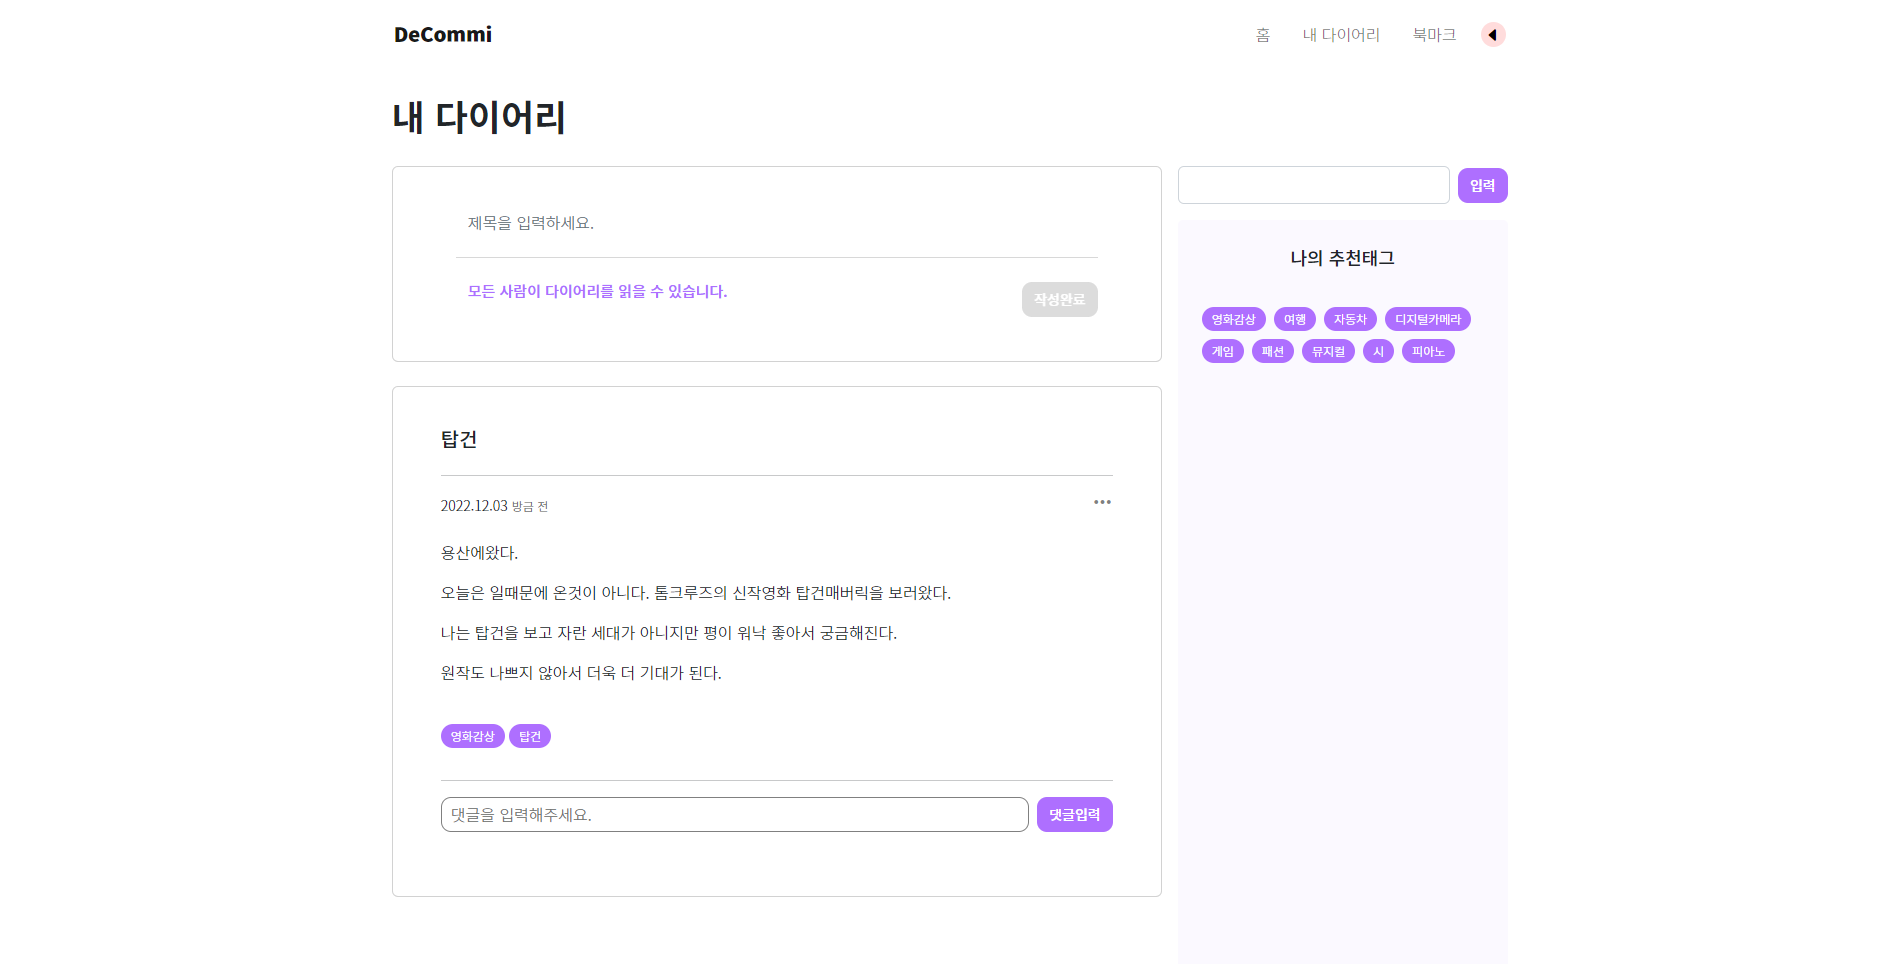 DeCommi
홈 내 다이어리 북마크
내 다이어리
제목을 입력하세요.
모든 사람이 다이어리를 읽을 수 있습니다.
작성완료
탑건
2022.12.03 방금 전
용산에왔다.
오늘은 일때문에 온것이 아니다. 톰크루즈의 신작영화 탑건매버릭을 보러왔다.
나는 탑건을 보고 자란 세대가 아니지만 평이 워낙 좋아서 궁금해진다.
원작도 나쁘지 않아서 더욱 더 기대가 된다.
영화감상 탑건
댓글을 입력해주세요.
댓글입력
입력
나의 추천태그
영화감상 여행 자동차 디지털카메라
게임 패션 뮤지컬 시 피아노